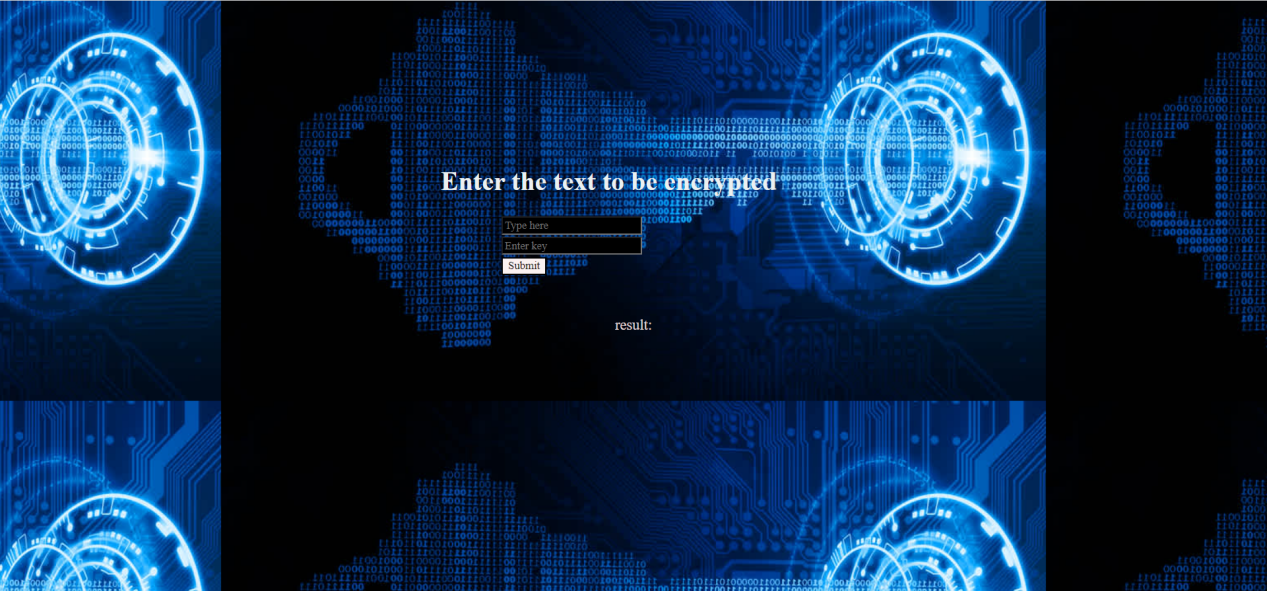 Enter the text to be encrypted
Type here
Enter key
Submit
result: